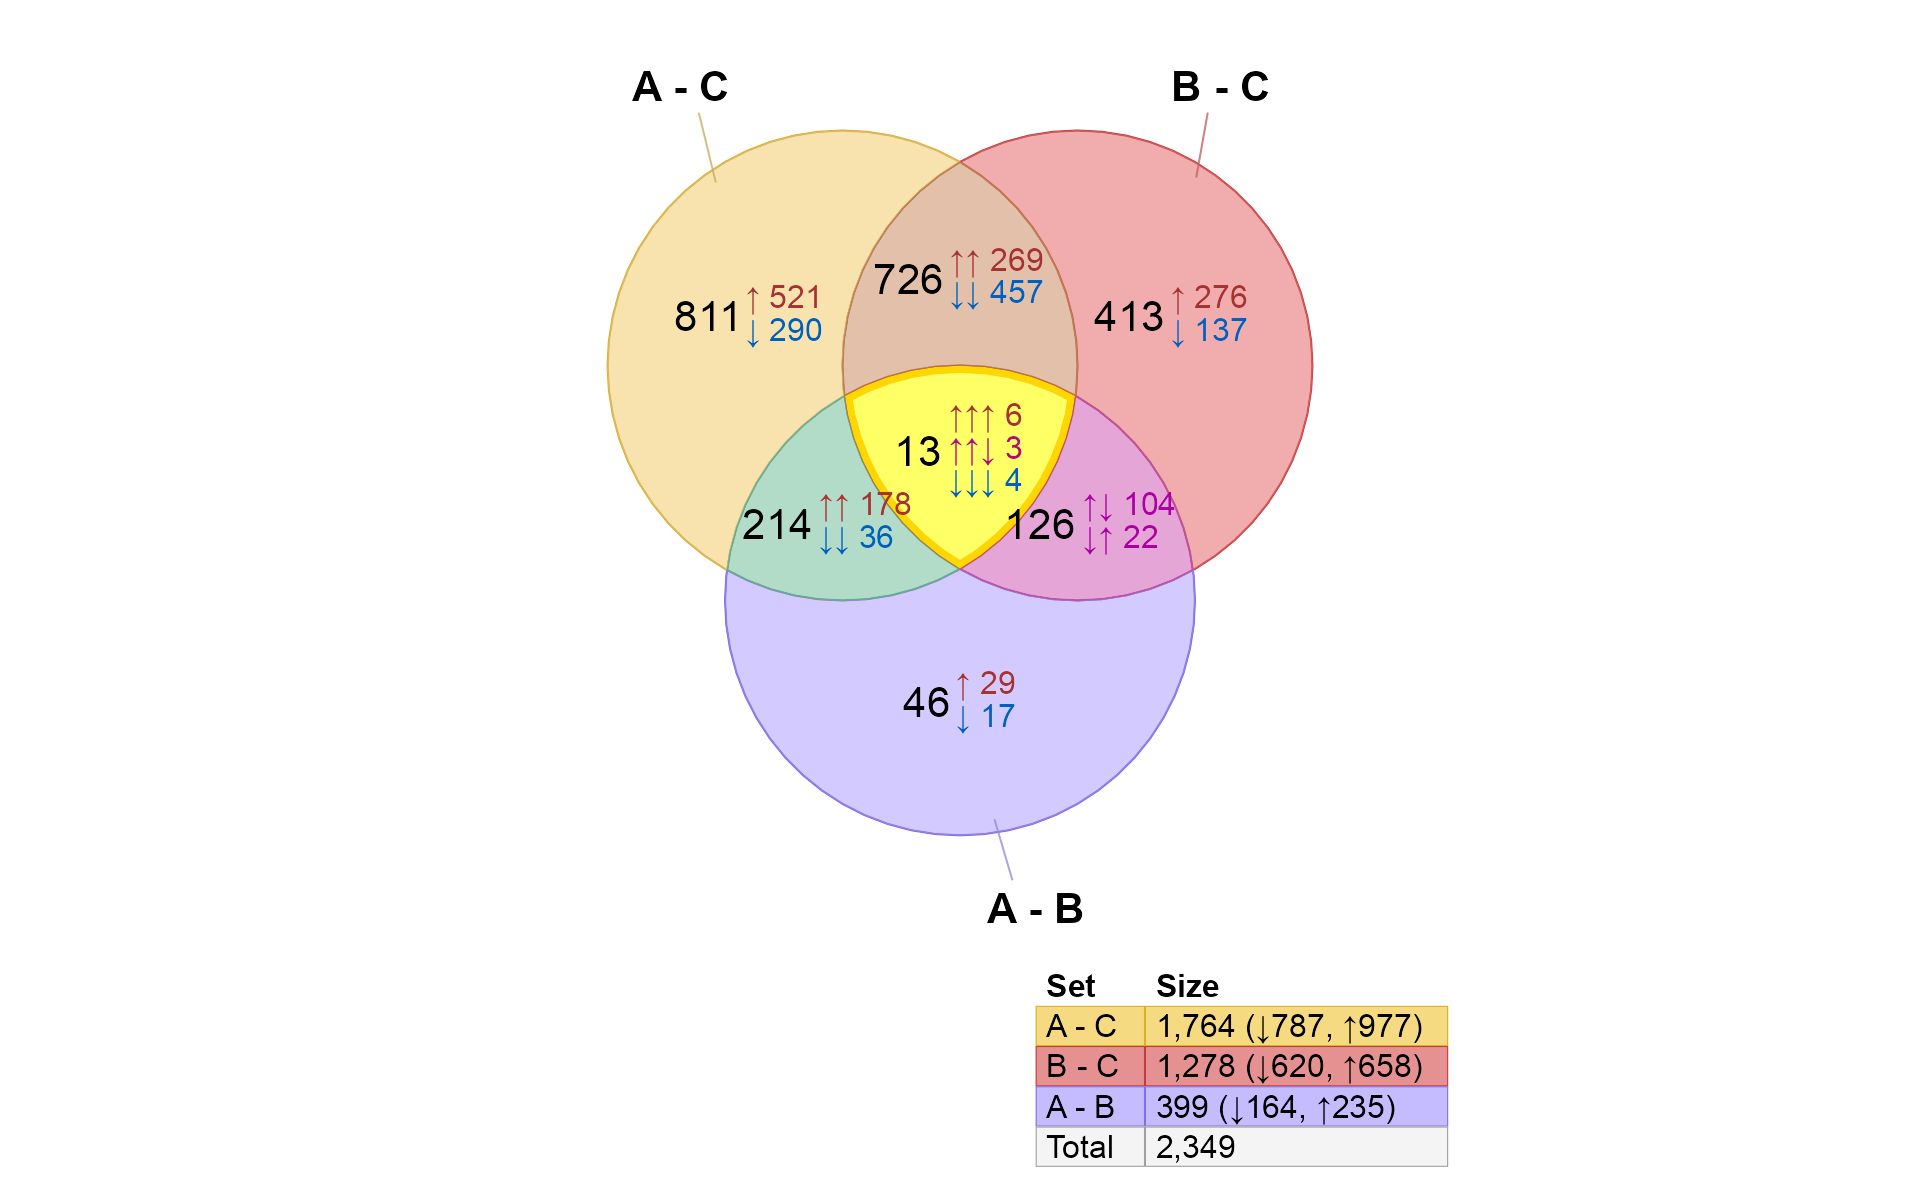 A - C
B - C
726 ↑↑ 269
↓↓ 457
811 ↑ 521
↓ 290
413 ↑ 276
↓ 137
13 ↑↑↑ 6
↑↑↓ 3
↓↓↓ 4
214 ↑↑ 178
↓↓ 36
126 ↑↓ 104
↓↑ 22
46 ↑ 29
↓ 17
A - B
Set Size
A - C 1,764 (↓787, ↑977)
B - C 1,278 (↓620, ↑658)
A - B 399 (↓164, ↑235)
Total 2,349